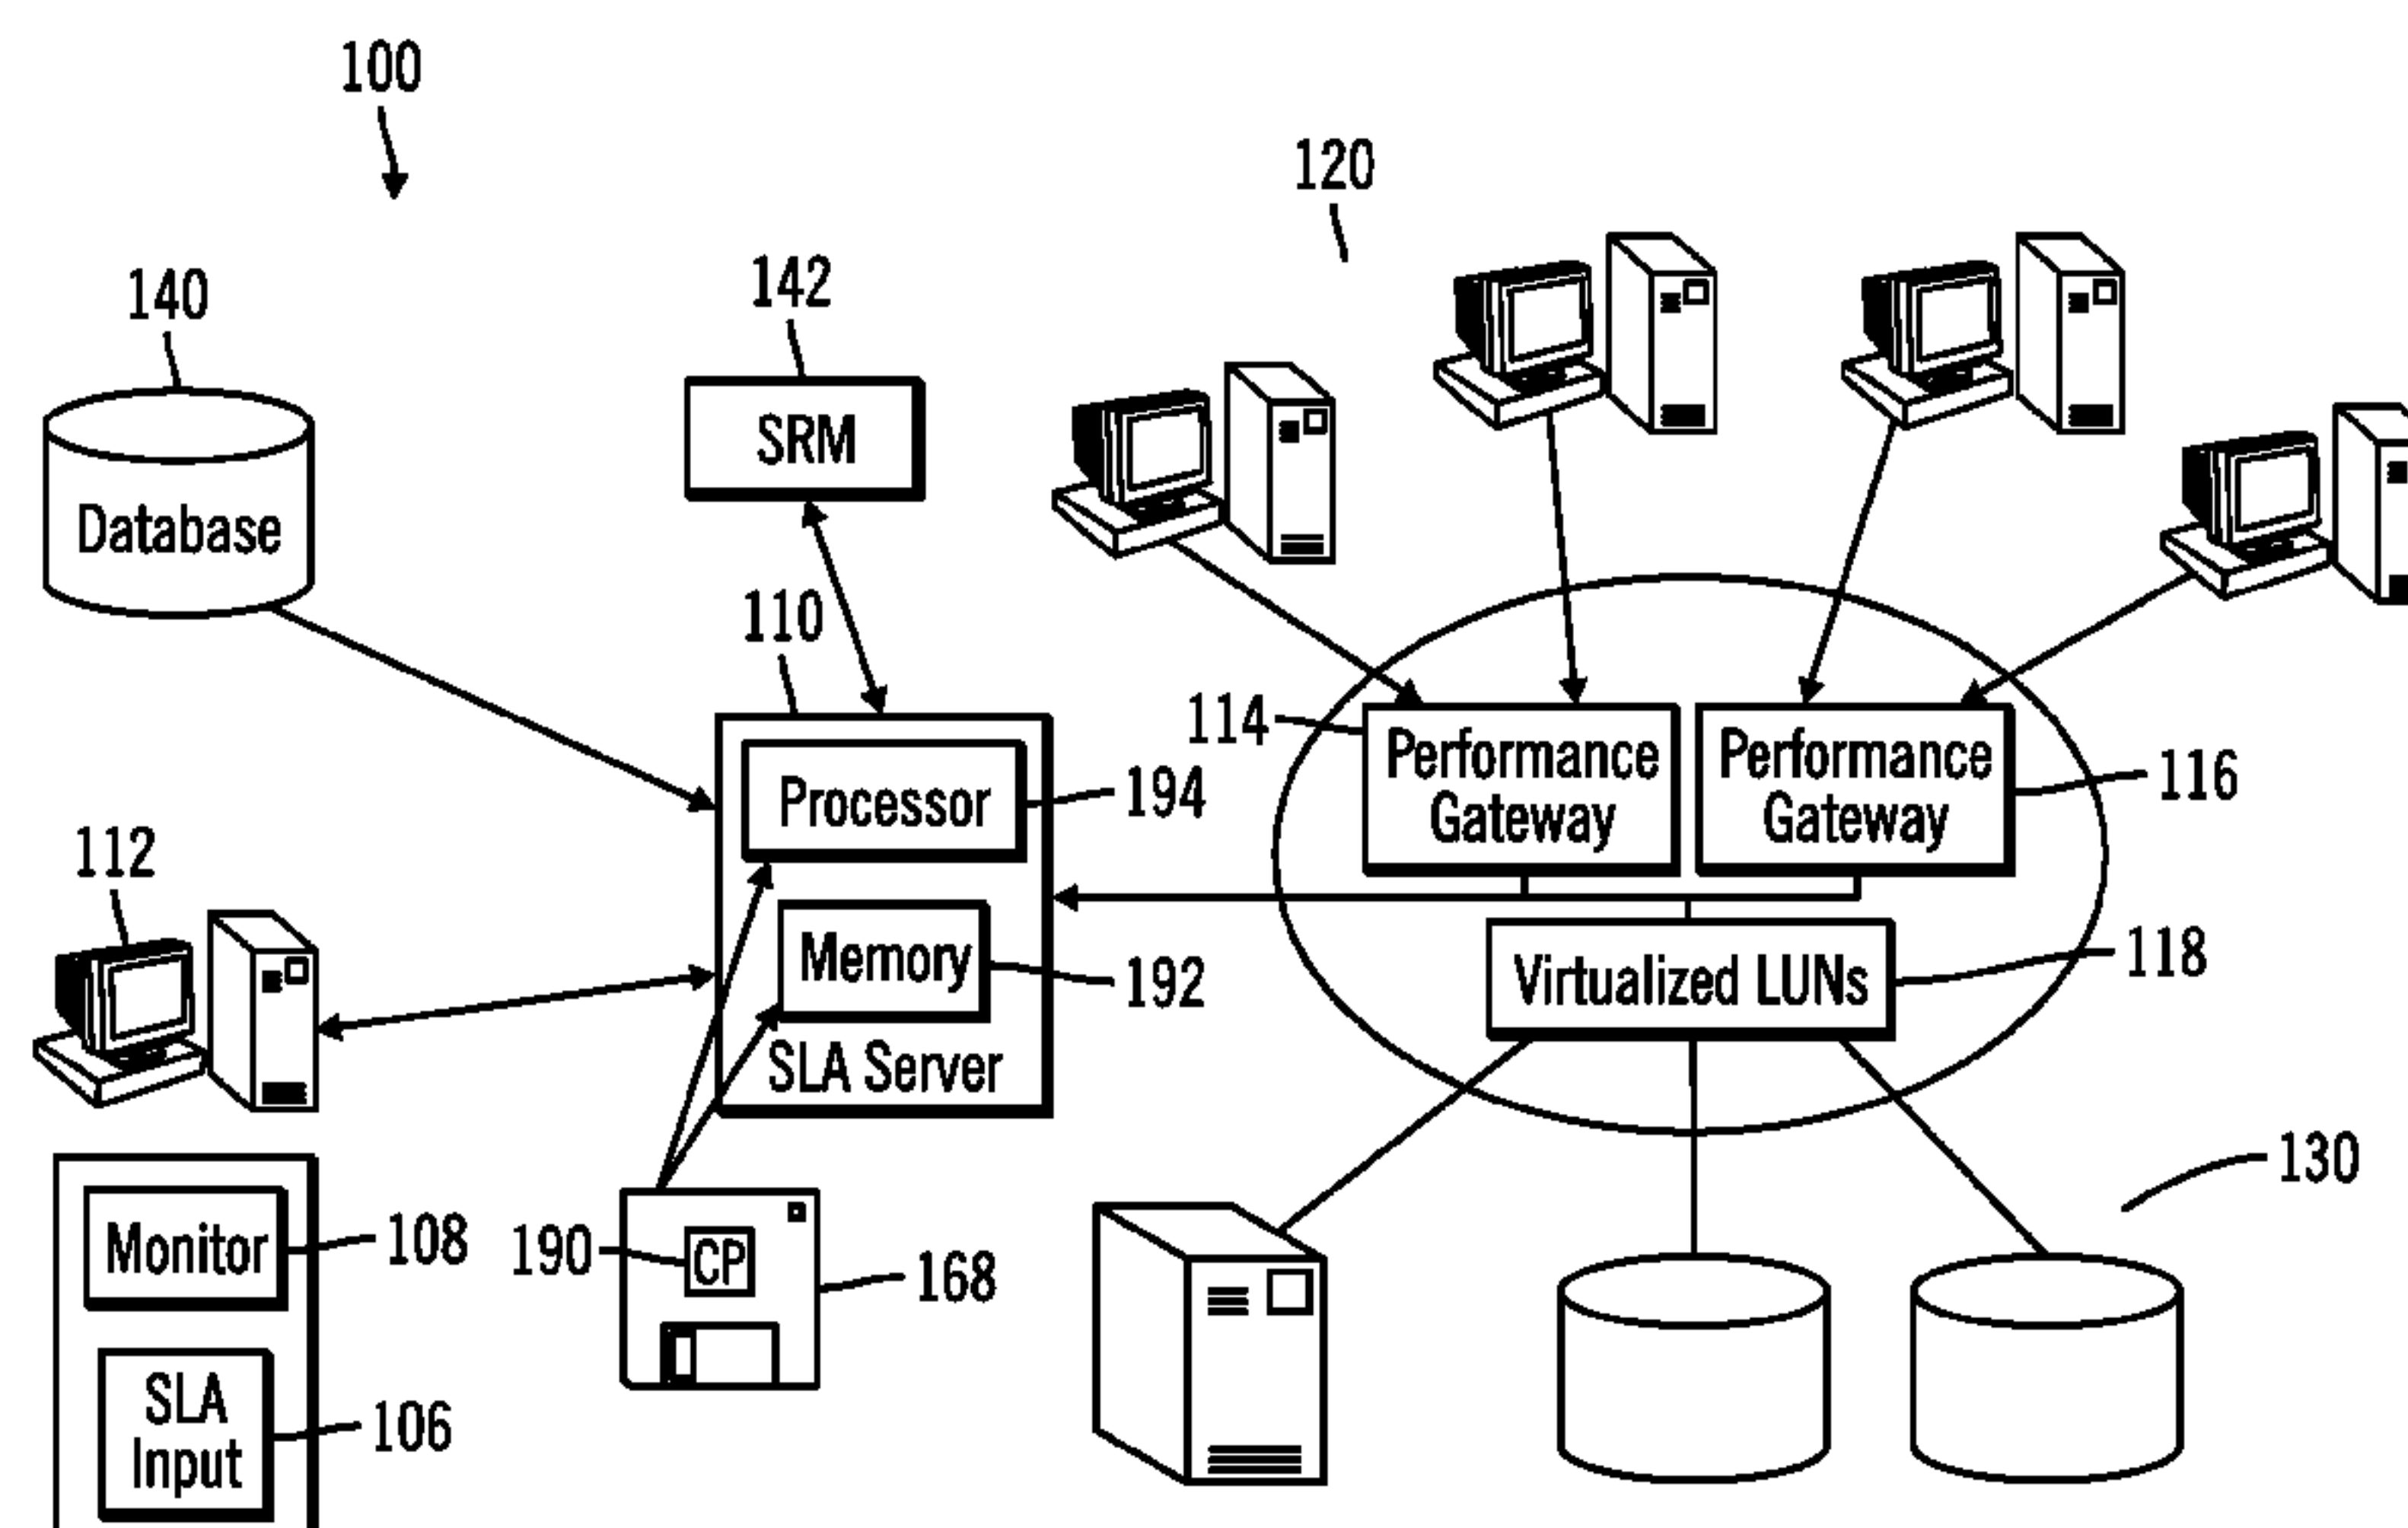 100
120
142
140
SRM
Database
110
114
Performance
Gateway
Performance
Gateway
116
Processor
194
112
Memory
192
118
Virtualized LUNs
SLA Server
130
Monitor
108
190
CP
168
SLA
Input
106